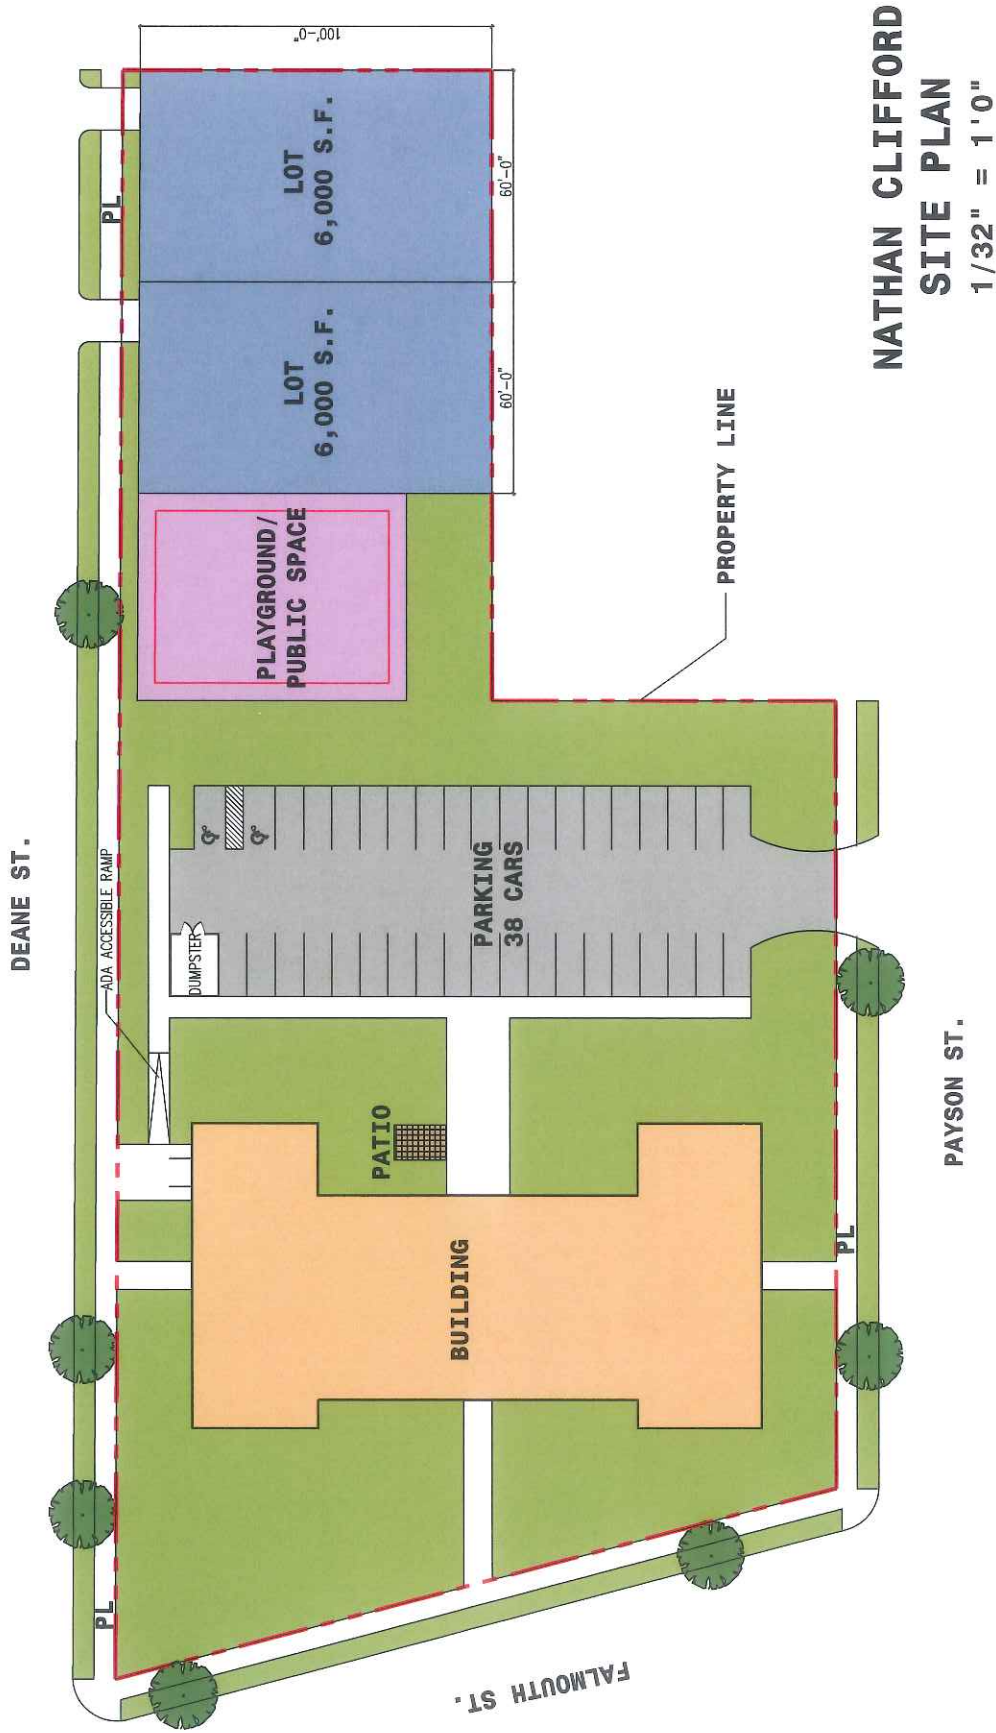 DEANE ST.
ADA ACCESSIBLE RAMP
PL
PL
PL
100'-0"
LOT
6,000 S.F.
60'-0"
LOT
6,000 S.F.
60'-0"
PLAYGROUND/
PUBLIC SPACE
PROPERTY LINE
DUMPSTER
PARKING
38 CARS
PATIO
BUILDING
FALMOUTH ST.
PAYSON ST.
NATHAN CLIFFORD
SITE PLAN
1/32" = 1'0"